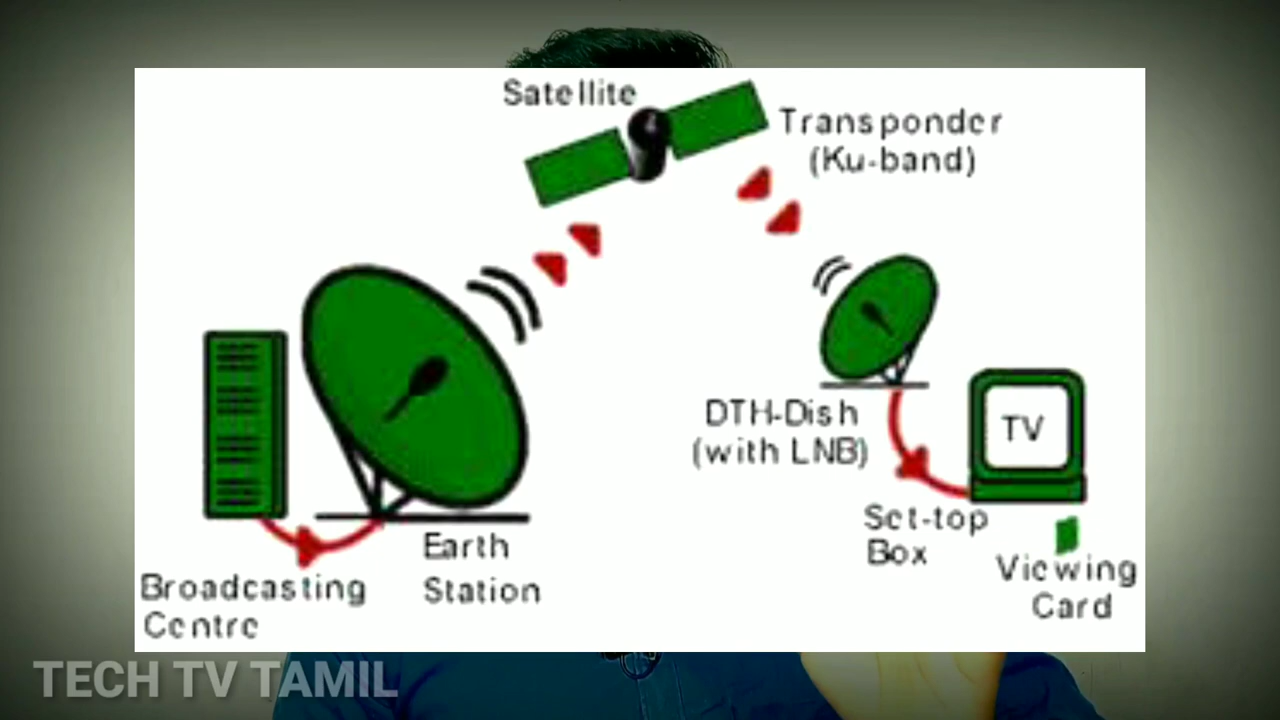 Satellite
Transponder
(Ku-band)
DTH-Dish
(with LNB)
TV
Set-top
Box
Viewing
Card
Earth
Station
Broadcasting
Centre
TECH TV TAMIL